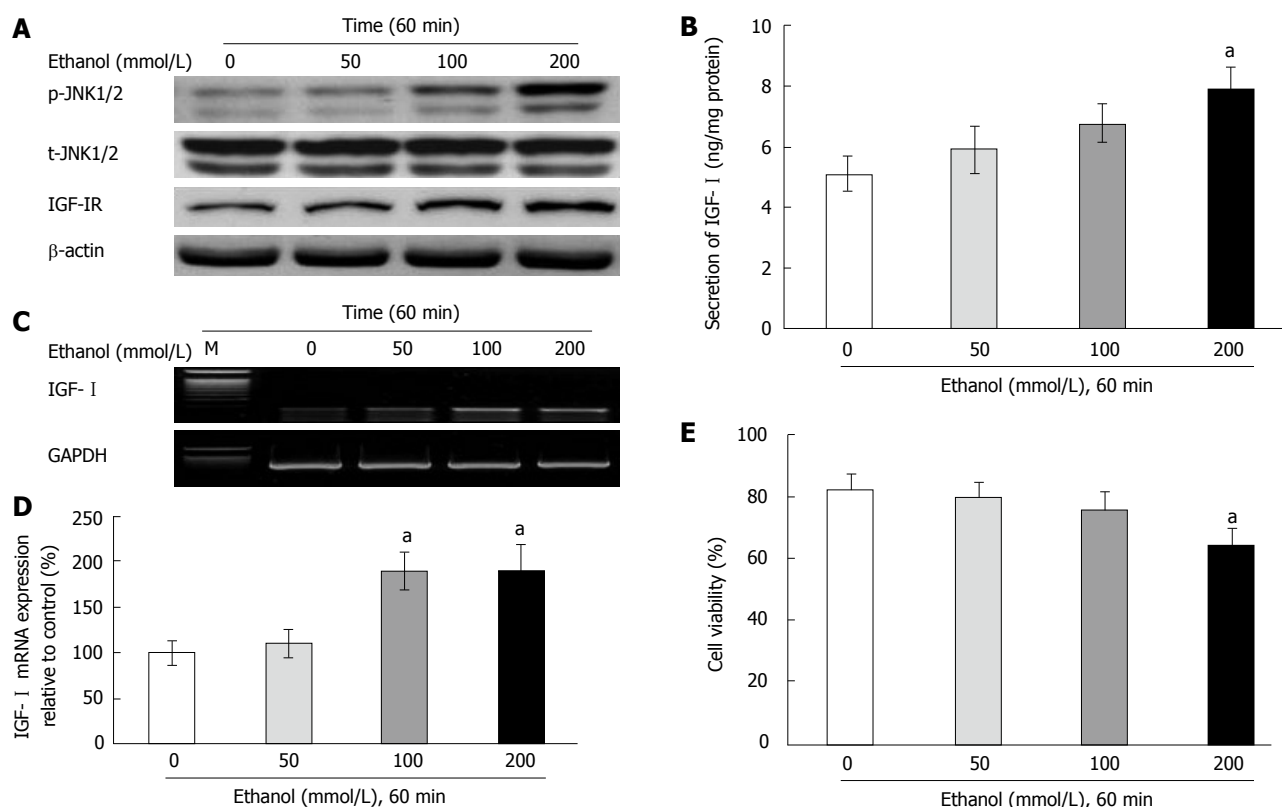 A
Time (60 min)
Ethanol (mmol/L) 0 50 100 200
p-JNK1/2
t-JNK1/2
IGF-IR
β-actin
B
Secretion of IGF-Ⅰ (ng/mg protein)
10
8
6
4
2
0
a
0 50 100 200
Ethanol (mmol/L), 60 min
C
Time (60 min)
Ethanol (mmol/L) M 0 50 100 200
IGF-Ⅰ
GAPDH
D
IGF-Ⅰ mRNA expression
relative to control (%)
250
200
150
100
50
0
a a
0 50 100 200
Ethanol (mmol/L), 60 min
E
Cell viability (%)
100
80
60
40
20
0
a
0 50 100 200
Ethanol (mmol/L), 60 min